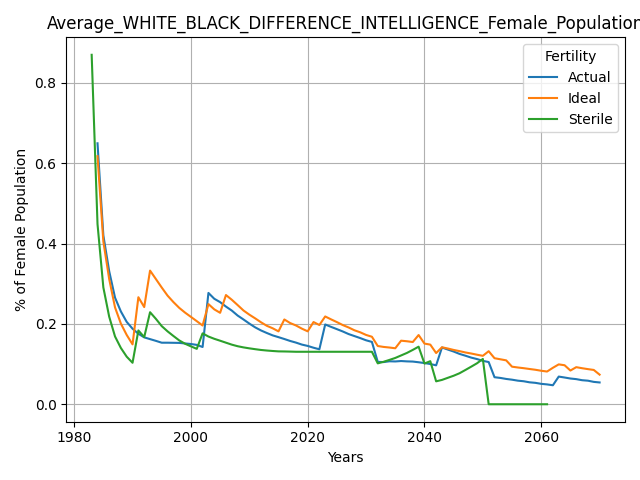 Average_WHITE_BLACK_DIFFERENCE_INTELLIGENCE_Female_Population
% of Female Population
0.8
0.6
0.4
0.2
0.0
Fertility
Actual
Ideal
Sterile
1980
2000
2020
2040
2060
Years